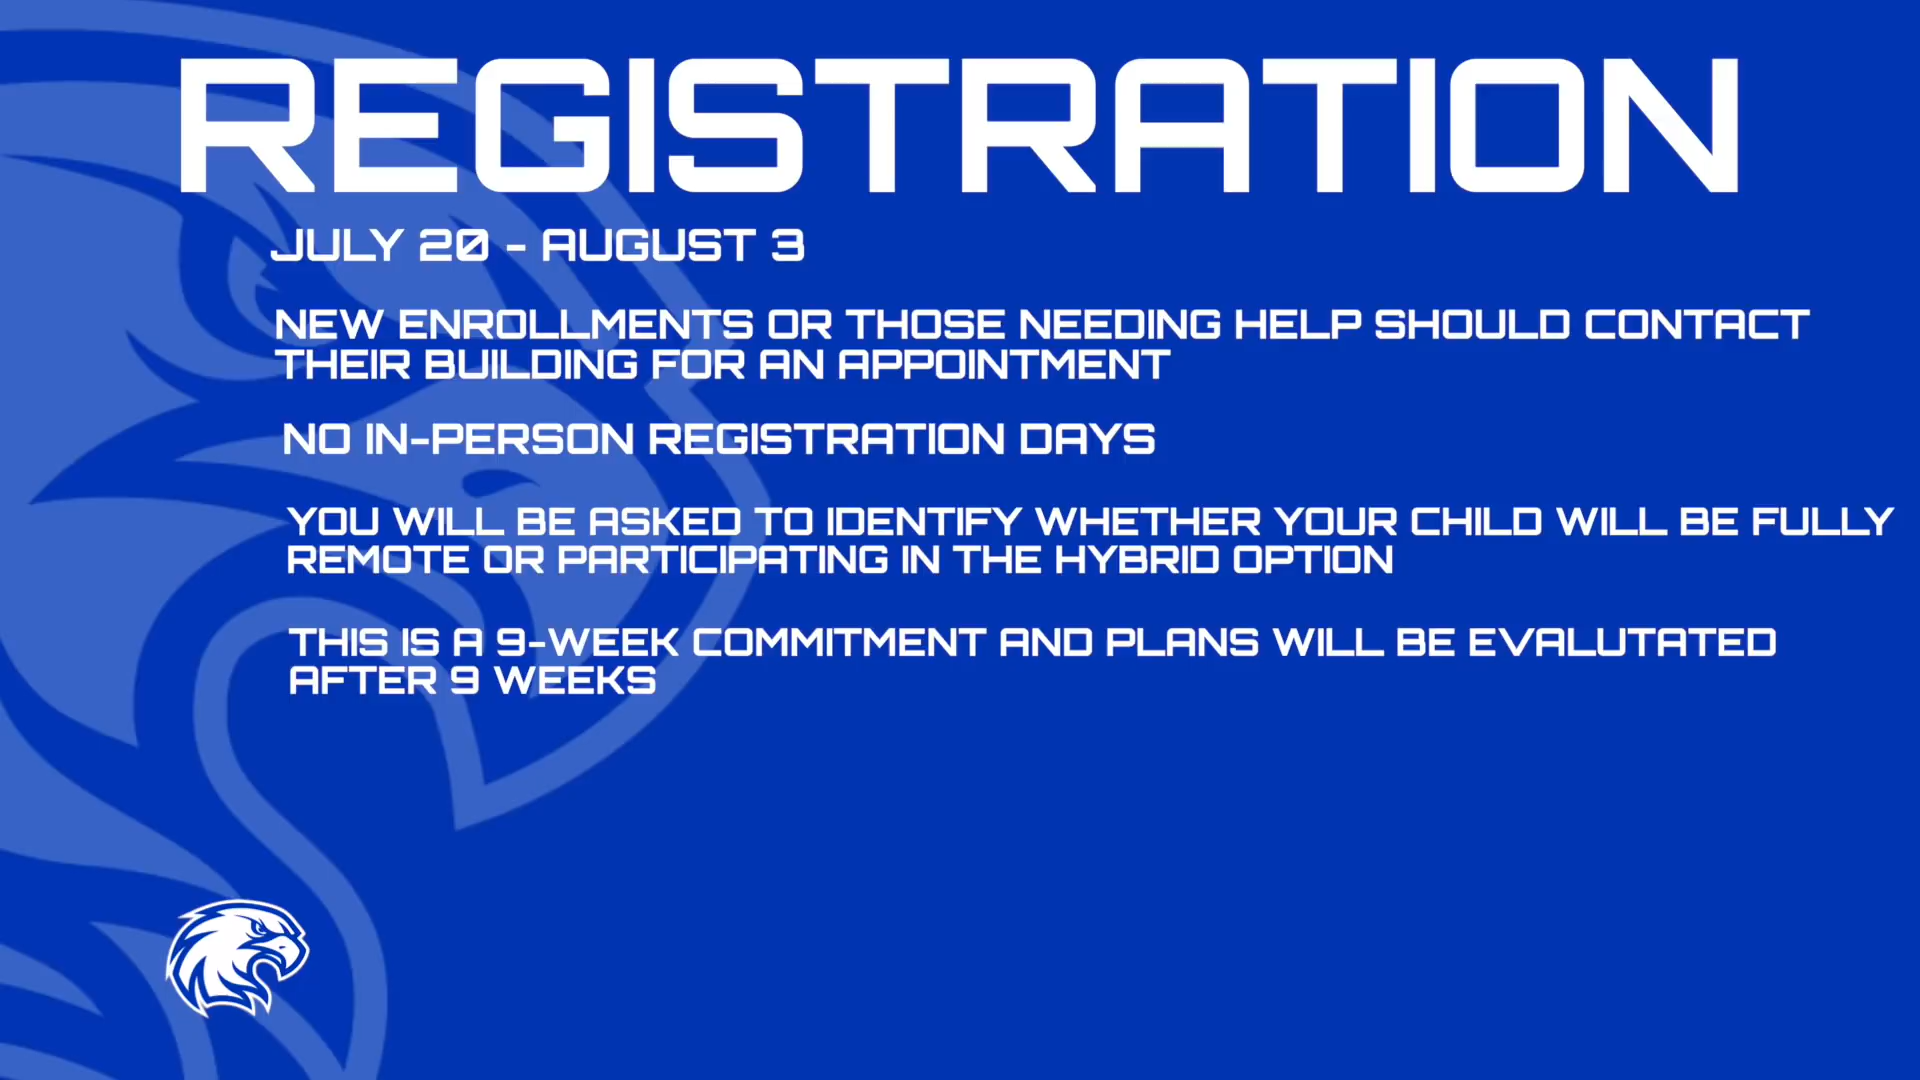 REGISTRATION
JULY 20 - AUGUST 3
NEW ENROLLMENTS OR THOSE NEEDING HELP SHOULD CONTACT
THEIR BUILDING FOR AN APPOINTMENT
NO IN-PERSON REGISTRATION DAYS
YOU WILL BE ASKED TO IDENTIFY WHETHER YOUR CHILD WILL BE FULLY
REMOTE OR PARTICIPATING IN THE HYBRID OPTION
THIS IS A 9-WEEK COMMITMENT AND PLANS WILL BE EVALUTATED
AFTER 9 WEEKS